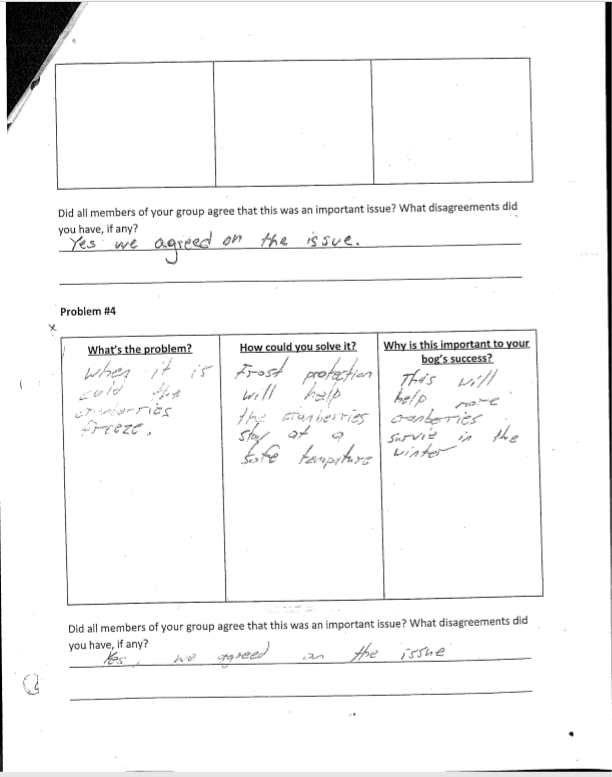 Did all members of your group agree that this was an important issue? What disagreements did
you have, if any?
Yes we agreed on the issue.
Problem #4
x
What's the problem?
when it is
cold the
cranberries
freeze.
How could you solve it?
Frost protection
will help
the cranberries
stay at a
safe tempeture
Why is this important to your
bog's success?
This will
help more
cranberries
survie in the
winter
Did all members of your group agree that this was an important issue? What disagreements did
you have, if any?
Yes, we agreed on the issue